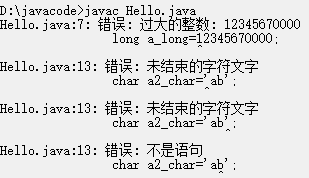 D:\javacode>javac Hello.java
Hello.java:7: 错误: 过大的整数: 12345670000
long a_long=12345670000;
^
Hello.java:13: 错误: 未结束的字符文字
char a2_char='ab';
^
Hello.java:13: 错误: 未结束的字符文字
char a2_char='ab';
^
Hello.java:13: 错误: 不是语句
char a2_char='ab';
^